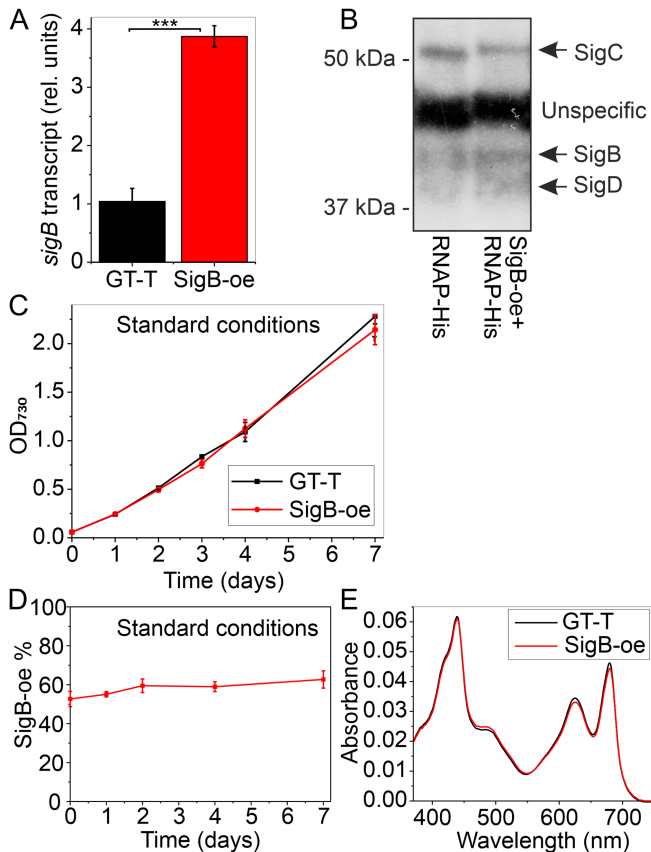 A
sigB transcript (rel. units)
4
3
2
1
0
***
GT-T
SigB-oe
B
50 kDa -
37 kDa -
SigC
Unspecific
SigB
SigD
RNAP-His
SigB-oe+
RNAP-His
C
Standard conditions
OD₇₃₀
2.0
1.5
1.0
0.5
0.0
GT-T
SigB-oe
0 1 2 3 4 5 6 7
Time (days)
D
Standard conditions
SigB-oe %
100
80
60
40
20
0
0 1 2 3 4 5 6 7
Time (days)
E
GT-T
SigB-oe
Absorbance
0.06
0.05
0.04
0.03
0.02
0.01
0.00
400 500 600 700
Wavelength (nm)